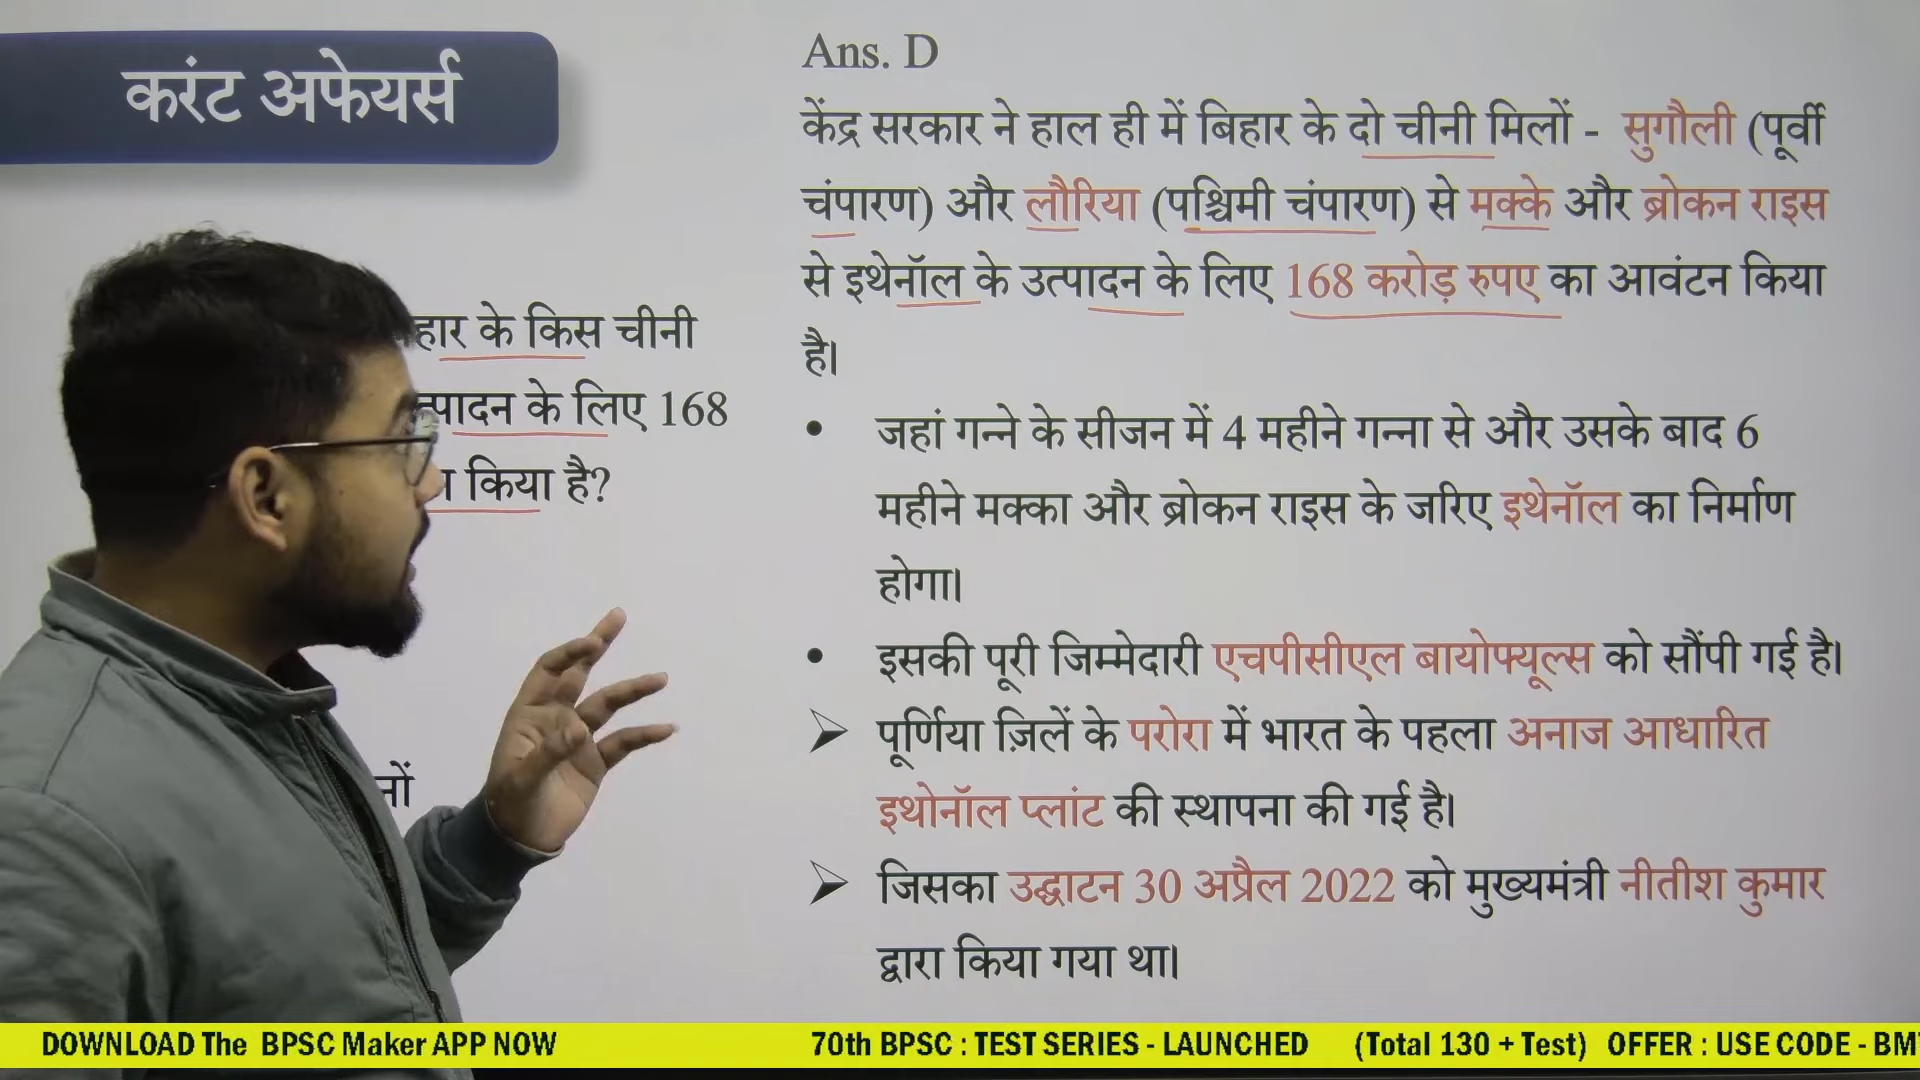 करंट अफेयर्स
के किस चीनी
के लिए 168
किया है?
Ans. D
केंद्र सरकार ने हाल ही में बिहार के दो चीनी मिलों - सुगौली (पूर्वी
चंपारण) और लौरिया (पश्चिमी चंपारण) से मक्के और ब्रोकन राइस
से इथेनॉल के उत्पादन के लिए 168 करोड़ रुपए का आवंटन किया
है।
• जहां गन्ने के सीजन में 4 महीने गन्ना से और उसके बाद 6
महीने मक्का और ब्रोकन राइस के जरिए इथेनॉल का निर्माण
होगा।
• इसकी पूरी जिम्मेदारी एचपीसीएल बायोफ्यूल्स को सौंपी गई है।
➢ पूर्णिया ज़िलें के परोरा में भारत के पहला अनाज आधारित
इथोनॉल प्लांट की स्थापना की गई है।
➢ जिसका उद्घाटन 30 अप्रैल 2022 को मुख्यमंत्री नीतीश कुमार
द्वारा किया गया था।
DOWNLOAD The BPSC Maker APP NOW 70th BPSC : TEST SERIES - LAUNCHED (Total 130 + Test) OFFER : USE CODE -